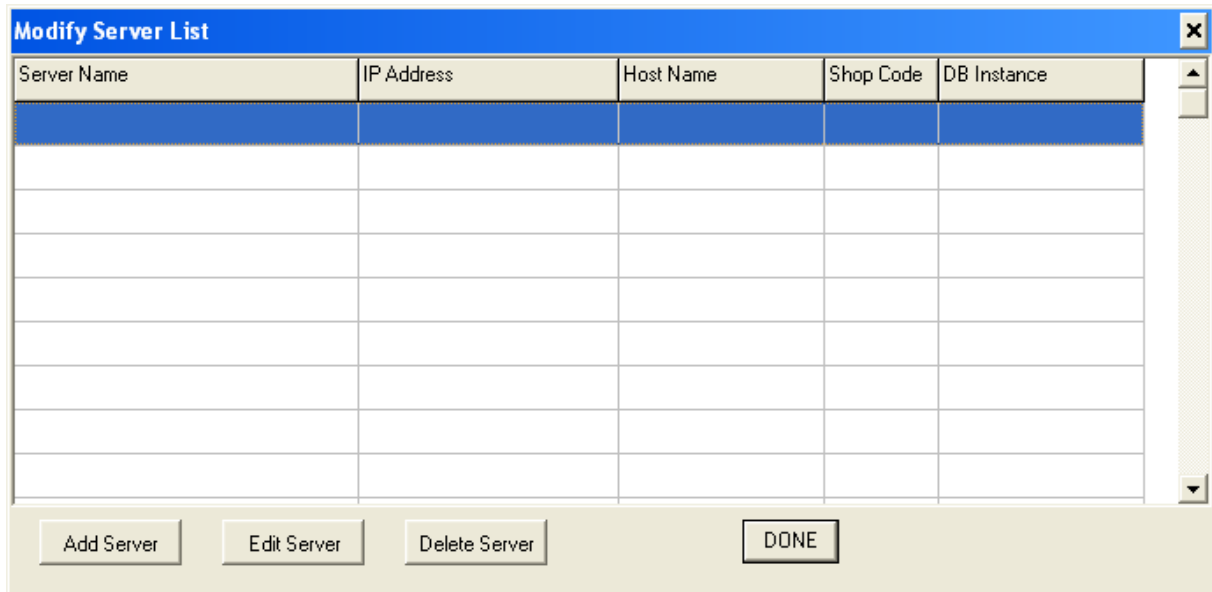 Modify Server List
Server Name IP Address Host Name Shop Code DB Instance
Add Server Edit Server Delete Server DONE